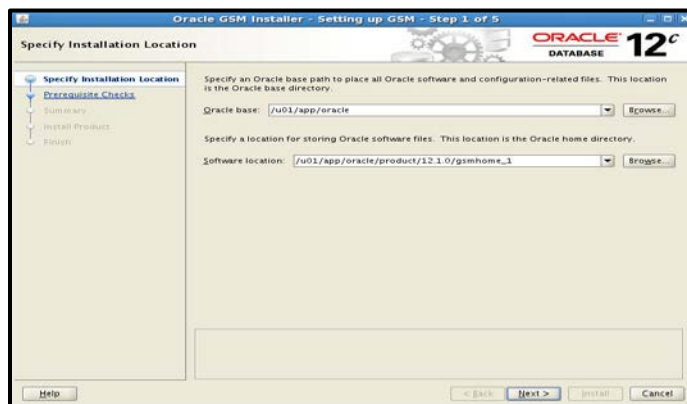 Oracle GSM Installer - Setting up GSM - Step 1 of 5
Specify Installation Location
ORACLE
DATABASE
12c
Specify Installation Location
Prerequisite Checks
Summary
Install Product
Finish
Specify an Oracle base path to place all Oracle software and configuration-related files. This location
is the Oracle base directory.
Oracle base: /u01/app/oracle Browse...
Specify a location for storing Oracle software files. This location is the Oracle home directory.
Software location: /u01/app/oracle/product/12.1.0/gsmhome_1 Browse...
Help < Back Next > Install Cancel